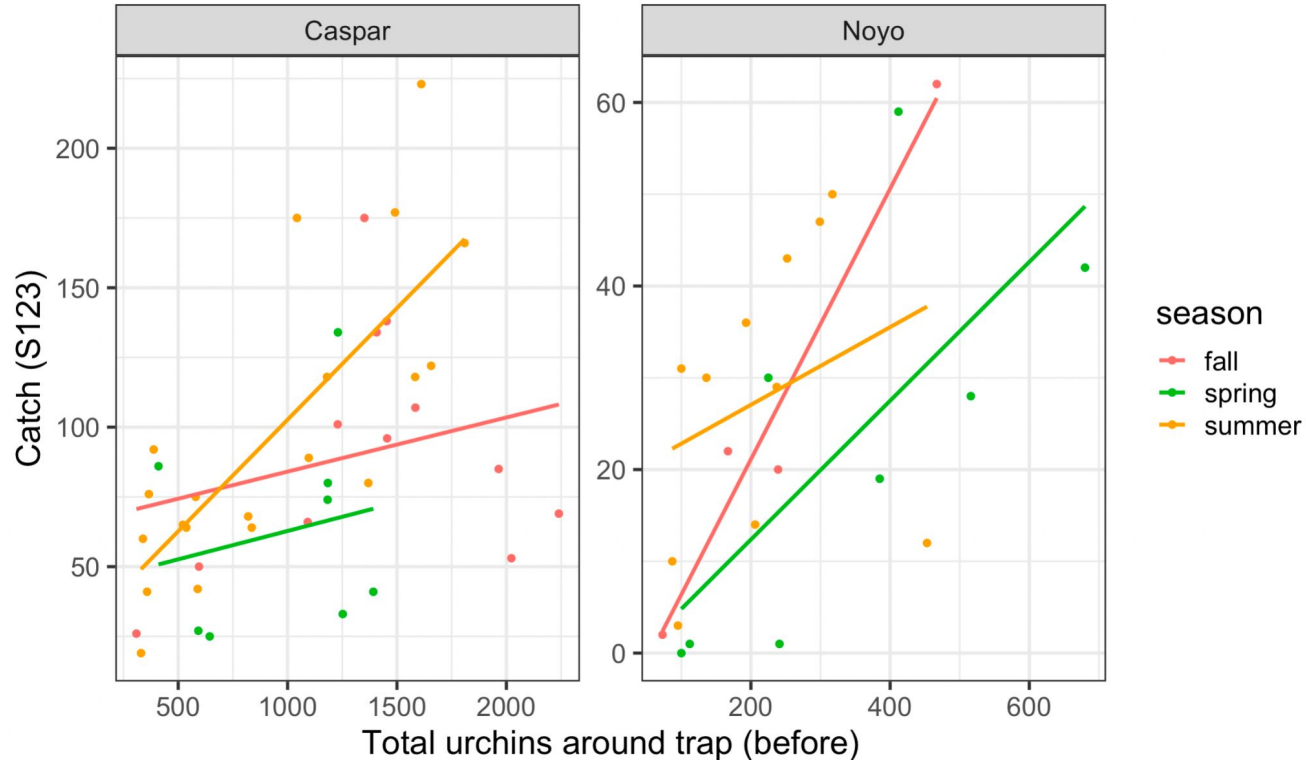 Caspar
Noyo
Catch (S123)
200
150
100
50
60
40
20
0
500 1000 1500 2000
200 400 600
Total urchins around trap (before)
season
fall
spring
summer